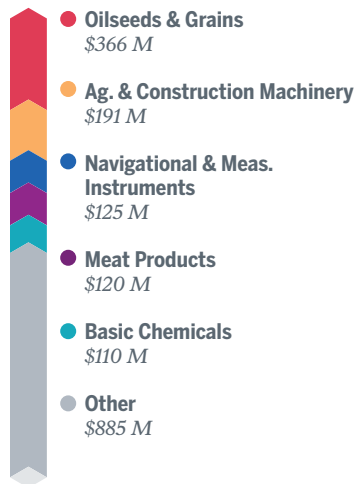 Oilseeds & Grains
$366 M
Ag. & Construction Machinery
$191 M
Navigational & Meas.
Instruments
$125 M
Meat Products
$120 M
Basic Chemicals
$110 M
Other
$885 M